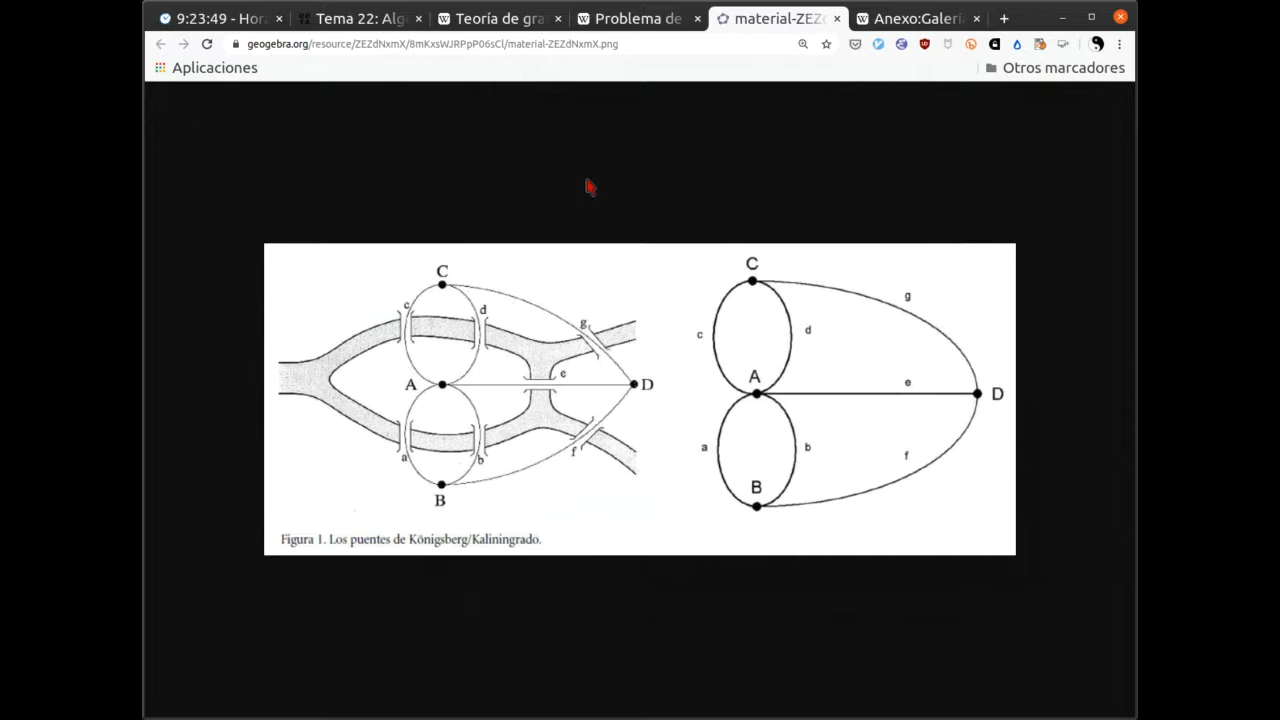 9:23:49 - Hor
Tema 22: Alg
Teoría de gra
Problema de
material-ZEZ
Anexo:Galerí
geogebra.org/resource/ZEZdNxmX/8mKxsWJRPpP06sCl/material-ZEZdNxmX.png
Aplicaciones
Otros marcadores
C
c
d
g
A
e
D
a
b
f
B
C
g
c
d
A
e
D
a
b
f
B
Figura 1. Los puentes de Königsberg/Kaliningrado.